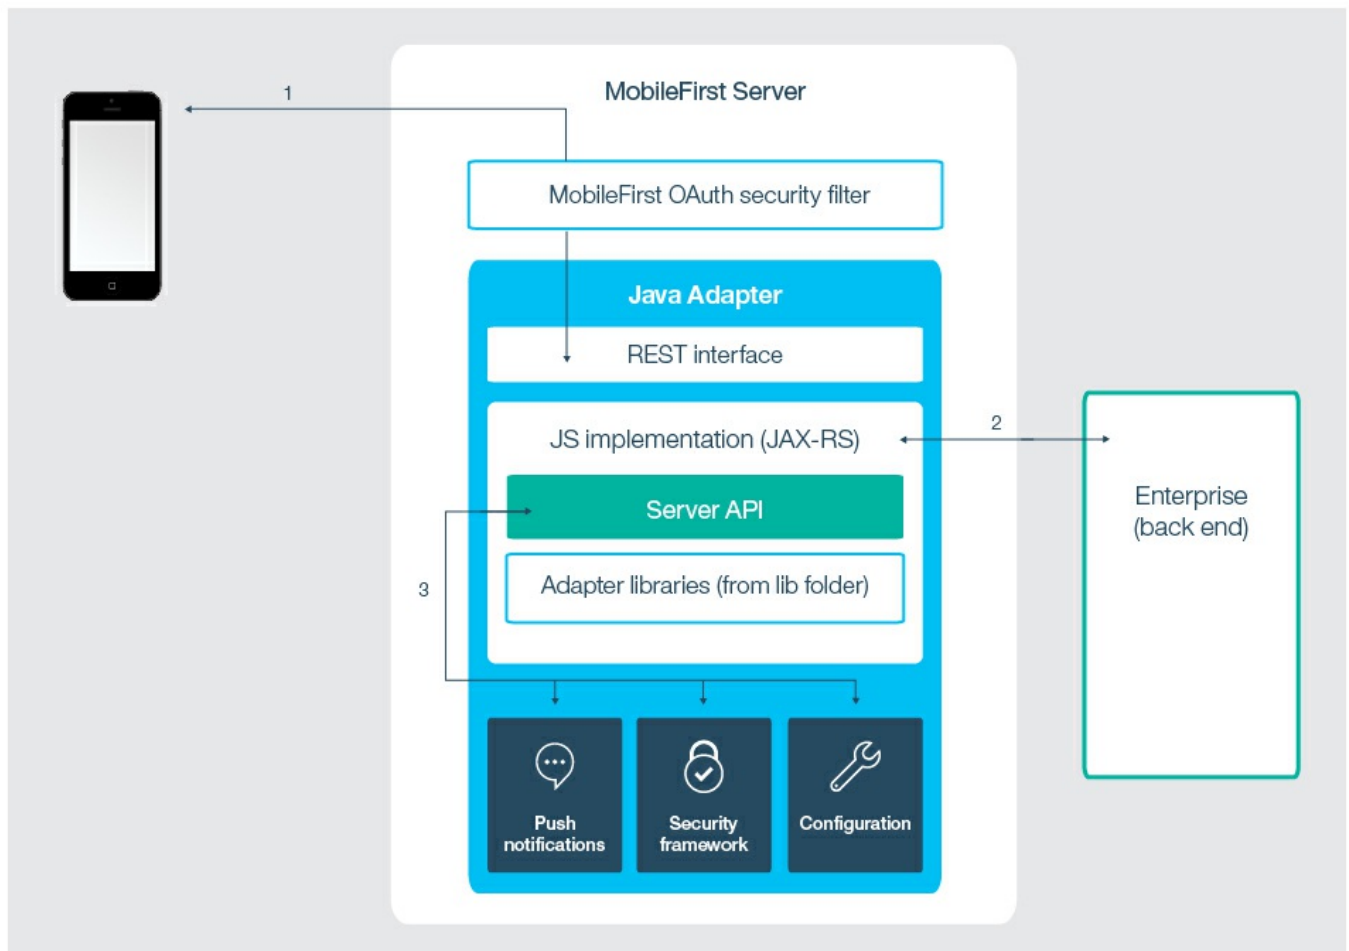 MobileFirst Server
1
MobileFirst OAuth security filter
Java Adapter
REST interface
JS implementation (JAX-RS)
2
Server API
Enterprise
(back end)
Adapter libraries (from lib folder)
3
Push
notifications
Security
framework
Configuration